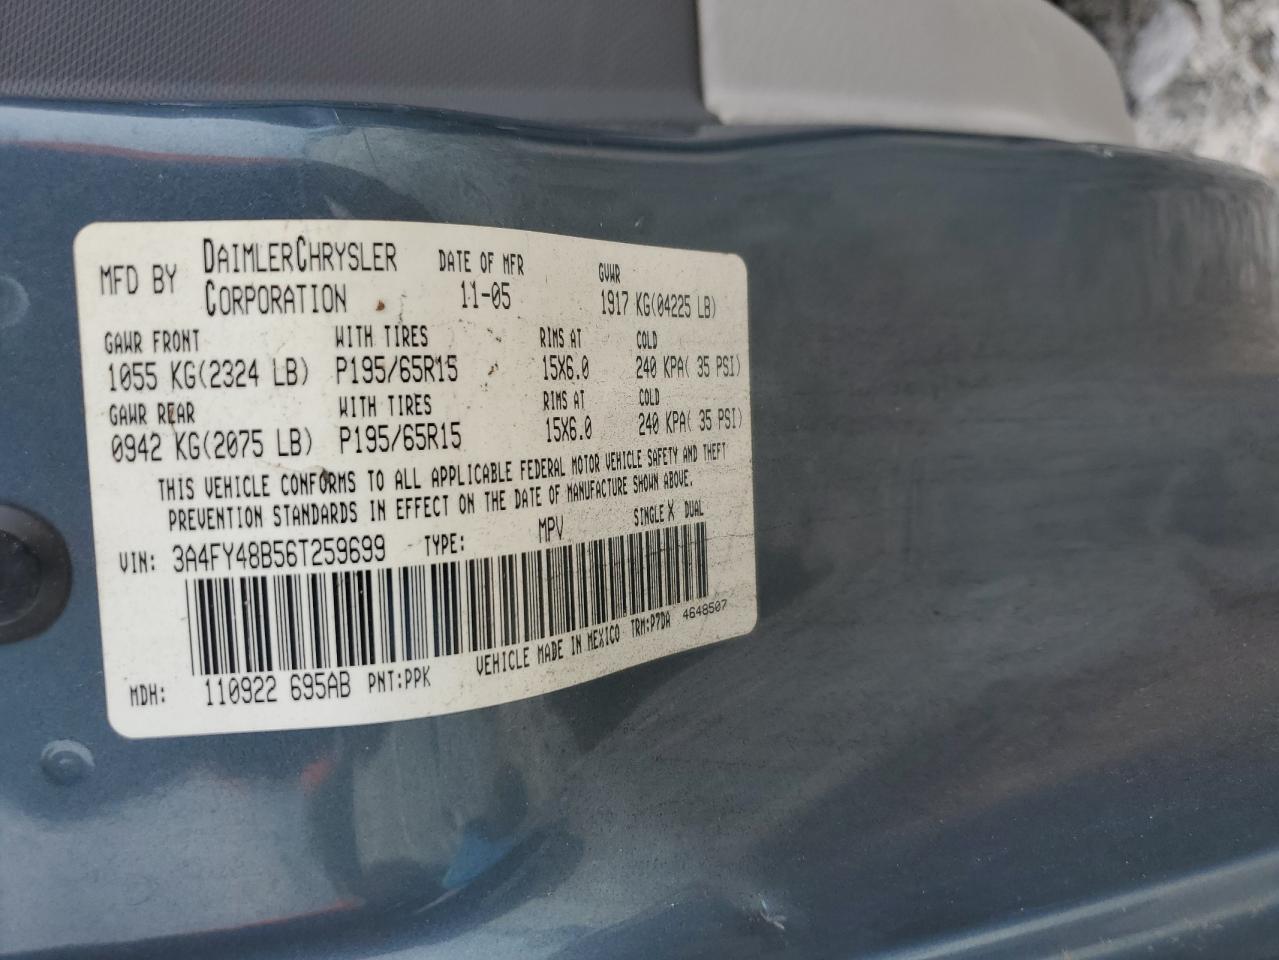 MFD BY DAIMLERCHRYSLER CORPORATION DATE OF MFR 11-05 GVWR 1917 KG(04225 LB)
GAWR FRONT WITH TIRES RIMS AT COLD
1055 KG(2324 LB) P195/65R15 15X6.0 240 KPA( 35 PSI)
GAWR REAR WITH TIRES RIMS AT COLD
0942 KG(2075 LB) P195/65R15 15X6.0 240 KPA( 35 PSI)
THIS VEHICLE CONFORMS TO ALL APPLICABLE FEDERAL MOTOR VEHICLE SAFETY AND THEFT
PREVENTION STANDARDS IN EFFECT ON THE DATE OF MANUFACTURE SHOWN ABOVE.
VIN: 3A4FY48B56T259699 TYPE: MPV SINGLE X DUAL
MDH: 110922 695AB PNT:PPK VEHICLE MADE IN MEXICO TRM:P7DA 4648507